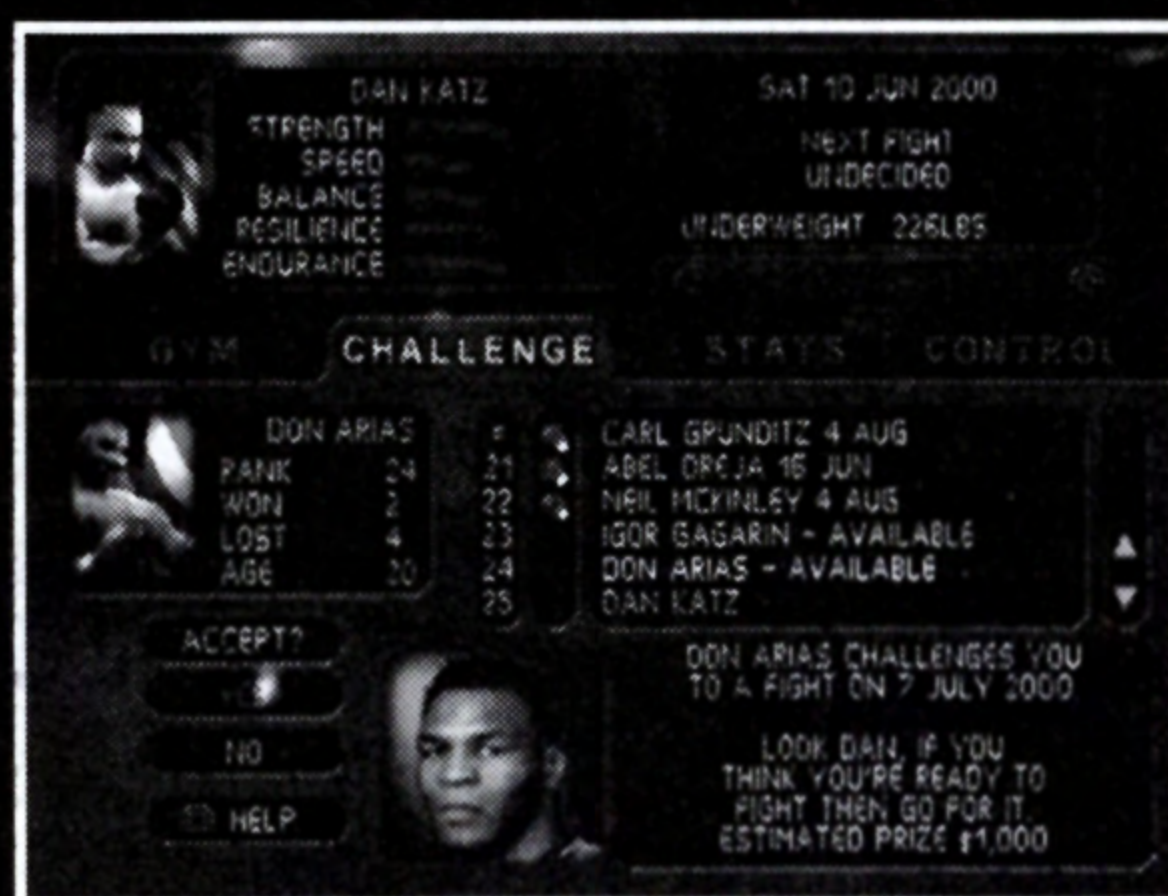 DAN KATZ
STRENGTH
SPEED
BALANCE
RESILIENCE
ENDURANCE
SAT 10 JUN 2000
NEXT FIGHT
UNDECIDED
UNDERWEIGHT 226LBS
GYM
CHALLENGE
STATS
CONTROL
DON ARIAS
RANK 24
WON 2
LOST 4
AGE 20
CARL GRUNDITZ 4 AUG
21 ABEL OREJA 16 JUN
22 NEIL MCKINLEY 4 AUG
23 IGOR GAGARIN - AVAILABLE
24 DON ARIAS - AVAILABLE
25 DAN KATZ
ACCEPT?
YES
NO
HELP
DON ARIAS CHALLENGES YOU
TO A FIGHT ON 7 JULY 2000
LOOK DAN, IF YOU
THINK YOU'RE READY TO
FIGHT THEN GO FOR IT.
ESTIMATED PRIZE $1,000